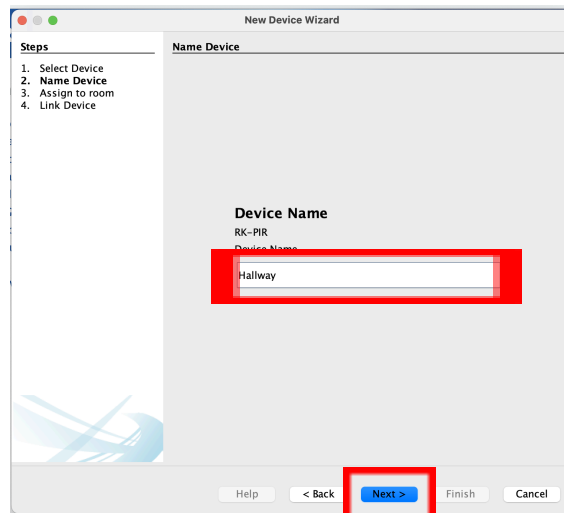 New Device Wizard
Steps
1. Select Device
2. Name Device
3. Assign to room
4. Link Device
Name Device
Device Name
RK-PIR
Device Name
Hallway
Help
< Back
Next >
Finish
Cancel